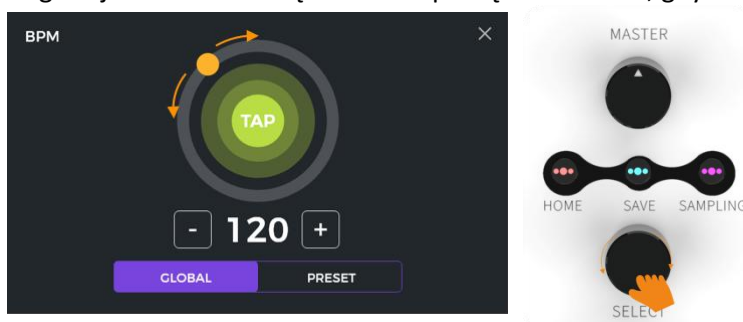 BPM
TAP
- 120 +
GLOBAL PRESET
MASTER
HOME SAVE SAMPLING
SELECT